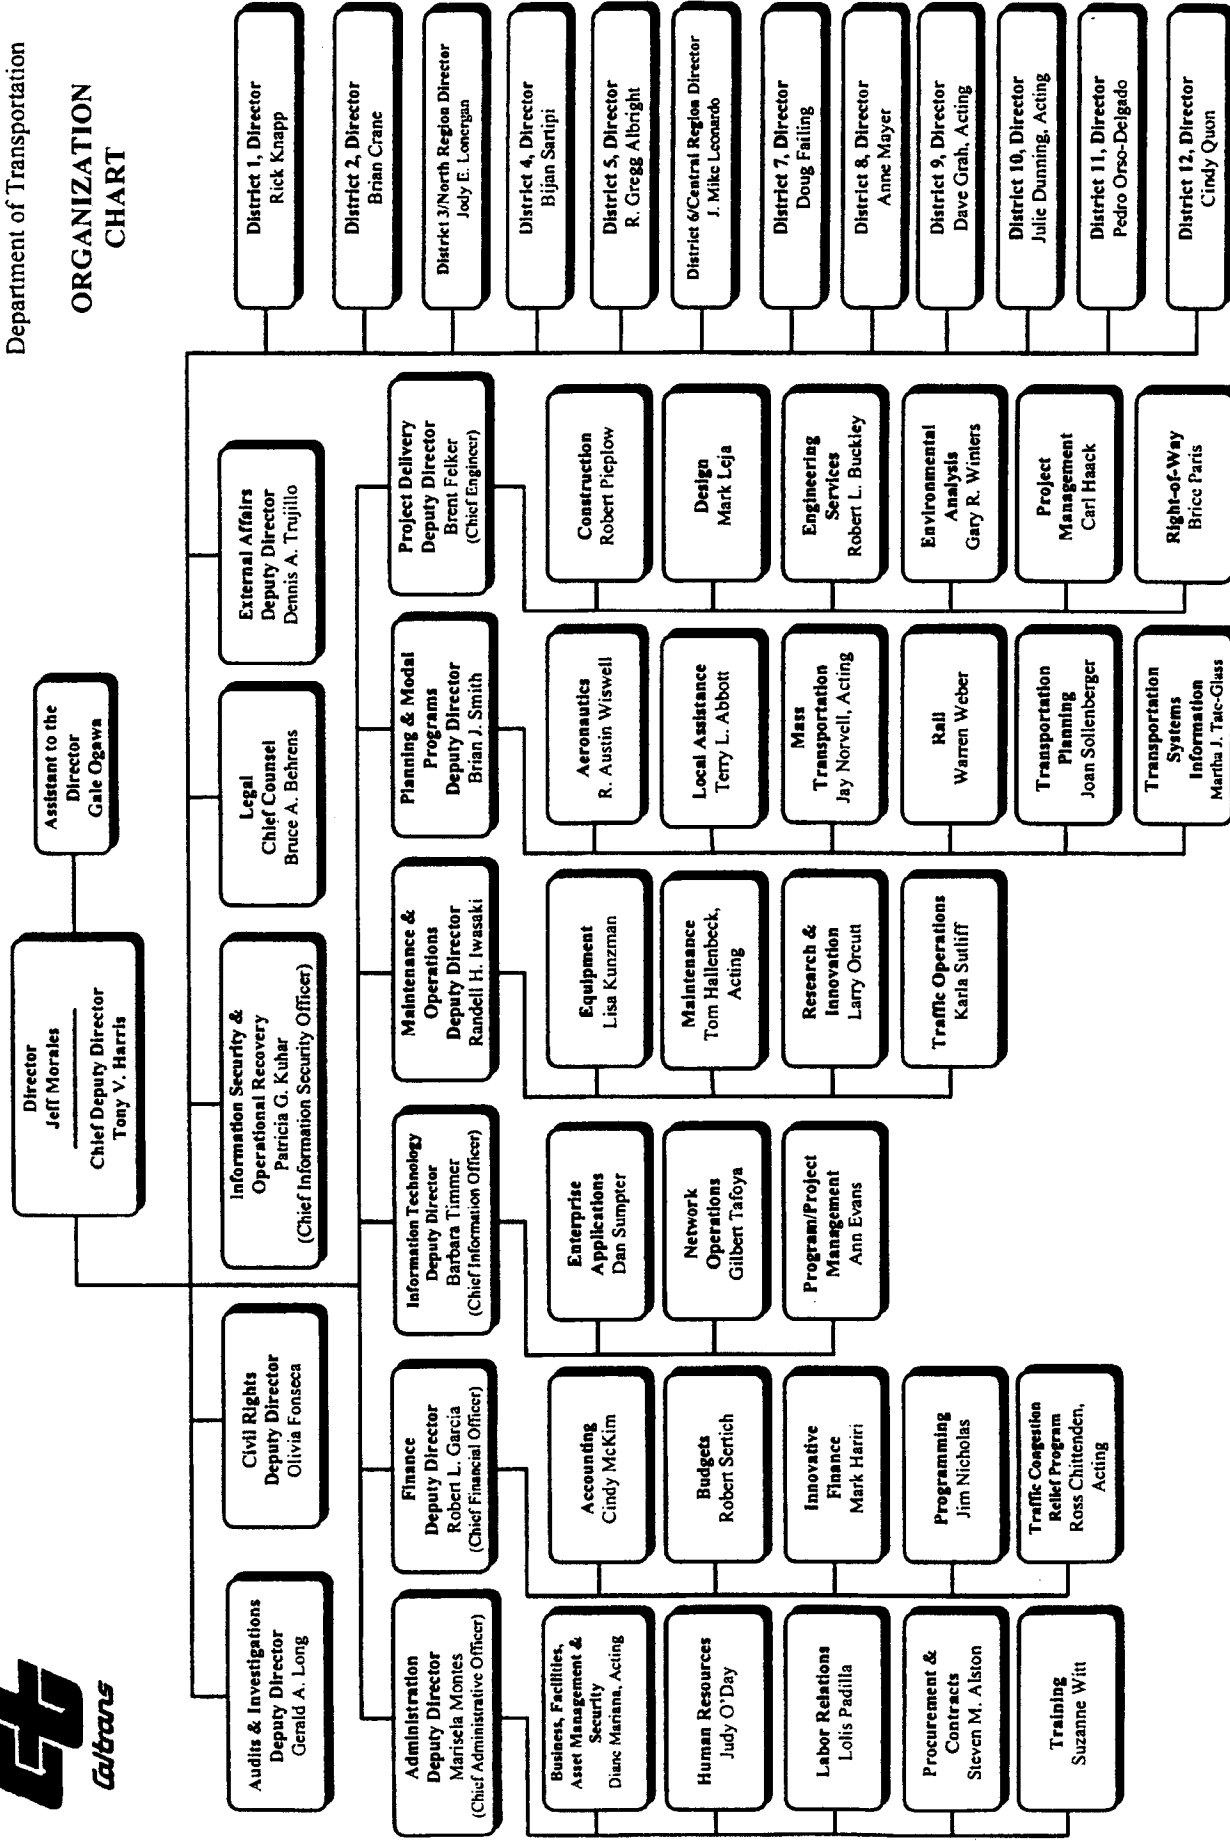 Caltrans
Department of Transportation
ORGANIZATION
CHART
Director
Jeff Morales
Chief Deputy Director
Tony V. Harris
Assistant to the
Director
Gale Ogawa
Audits & Investigations
Deputy Director
Gerald A. Long
Civil Rights
Deputy Director
Olivia Fonseca
Information Security &
Operational Recovery
Patricia G. Kuhar
(Chief Information Security Officer)
Legal
Chief Counsel
Bruce A. Behrens
External Affairs
Deputy Director
Dennis A. Trujillo
Administration
Deputy Director
Marisela Montes
(Chief Administrative Officer)
Business, Facilities,
Asset Management &
Security
Diane Mariana, Acting
Human Resources
Judy O'Day
Labor Relations
Lolis Padilla
Procurement &
Contracts
Steven M. Alston
Training
Suzanne Witt
Finance
Deputy Director
Robert L. Garcia
(Chief Financial Officer)
Accounting
Cindy McKim
Budgets
Robert Sertich
Innovative
Finance
Mark Hariri
Programming
Jim Nicholas
Traffic Congestion
Relief Program
Ross Chittenden,
Acting
Information Technology
Deputy Director
Barbara Timmer
(Chief Information Officer)
Enterprise
Applications
Dan Sumpter
Network
Operations
Gilbert Tafoya
Program/Project
Management
Ann Evans
Maintenance &
Operations
Deputy Director
Randell H. Iwasaki
Equipment
Lisa Kunzman
Maintenance
Tom Hallenbeck,
Acting
Research &
Innovation
Larry Orcutt
Traffic Operations
Karla Sutliff
Planning & Modal
Programs
Deputy Director
Brian J. Smith
Aeronautics
R. Austin Wiswell
Local Assistance
Terry L. Abbott
Mass
Transportation
Jay Norvell, Acting
Rail
Warren Weber
Transportation
Planning
Joan Sollenberger
Transportation
Systems
Information
Martha J. Tate-Glass
Project Delivery
Deputy Director
Brent Felker
(Chief Engineer)
Construction
Robert Pieplow
Design
Mark Leja
Engineering
Services
Robert L. Buckley
Environmental
Analysis
Gary R. Winters
Project
Management
Carl Haack
Right-of-Way
Brice Paris
District 1, Director
Rick Knapp
District 2, Director
Brian Crane
District 3/North Region Director
Jody E. Lonergan
District 4, Director
Bijan Sartipi
District 5, Director
R. Gregg Albright
District 6/Central Region Director
J. Mike Leonardo
District 7, Director
Doug Failing
District 8, Director
Anne Mayer
District 9, Director
Dave Grah, Acting
District 10, Director
Julie Dunning, Acting
District 11, Director
Pedro Orso-Delgado
District 12, Director
Cindy Quon